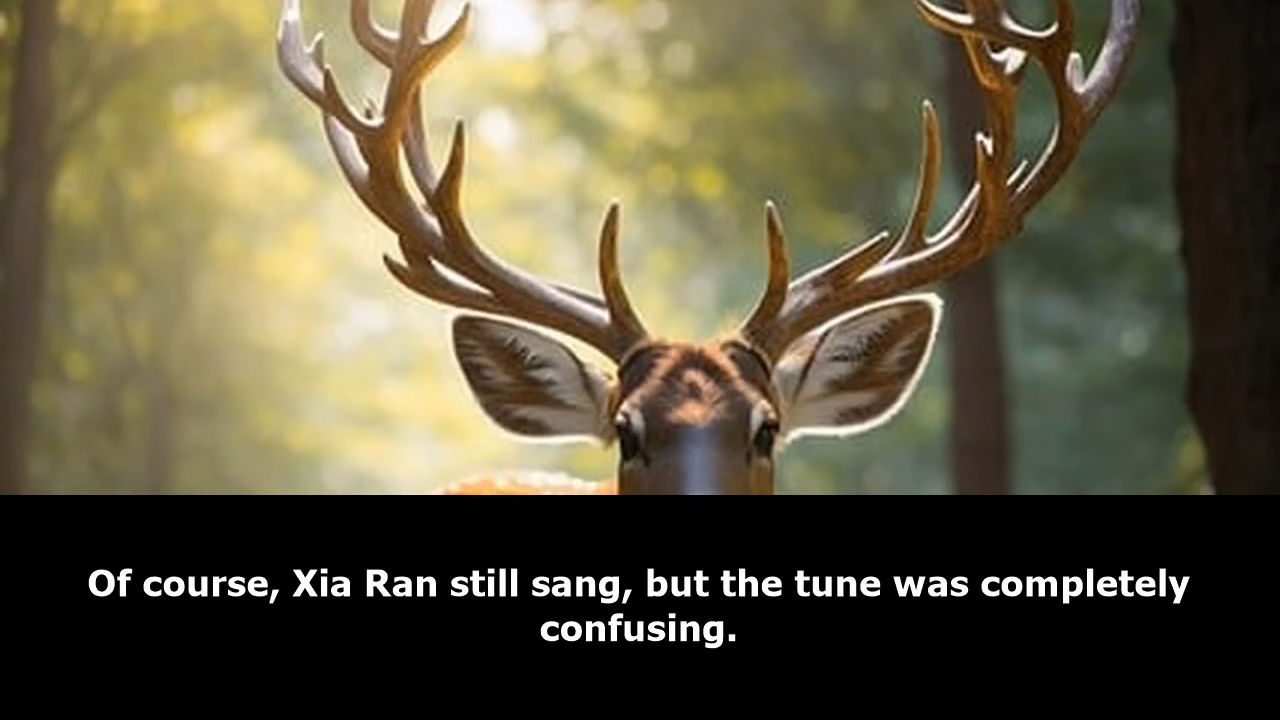 Of course, Xia Ran still sang, but the tune was completely
confusing.